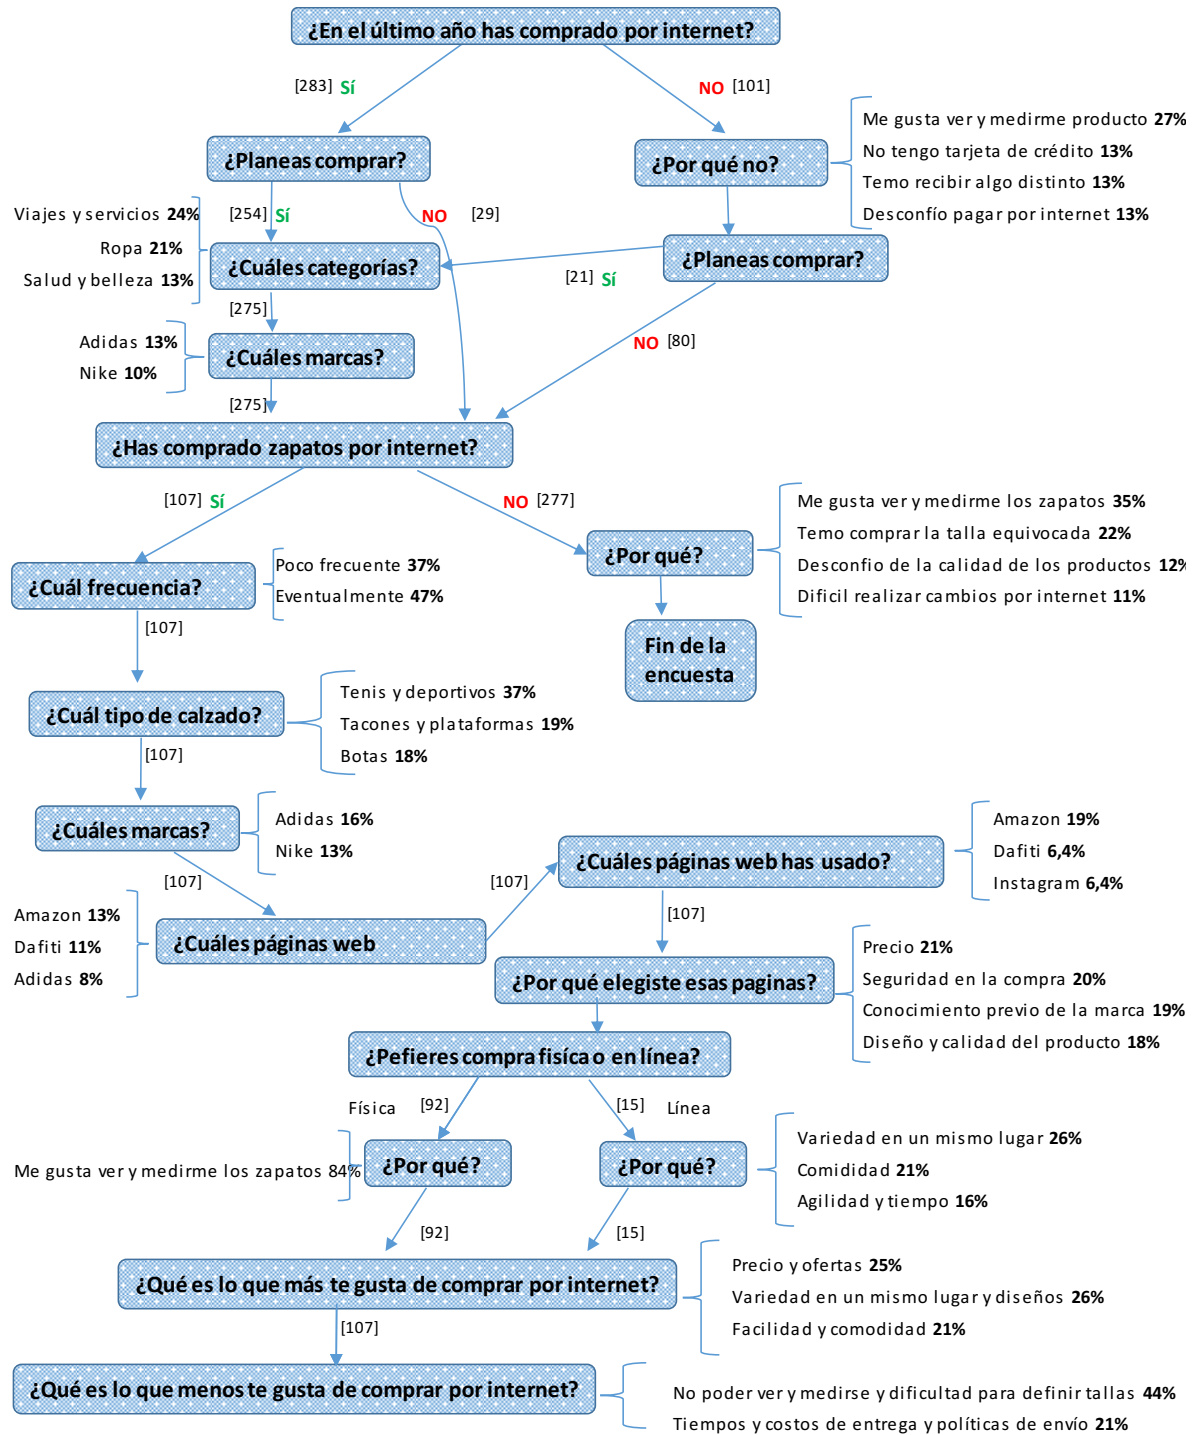 ¿En el último año has comprado por internet?
[283] Sí
NO [101]
¿Planeas comprar?
¿Por qué no?
Me gusta ver y medirme producto 27%
No tengo tarjeta de crédito 13%
Temo recibir algo distinto 13%
Desconfío pagar por internet 13%
[254] Sí
NO [29]
Viajes y servicios 24%
Ropa 21%
Salud y belleza 13%
¿Cuáles categorías?
¿Planeas comprar?
[21] Sí
[275]
NO [80]
Adidas 13%
Nike 10%
¿Cuáles marcas?
[275]
¿Has comprado zapatos por internet?
[107] Sí
NO [277]
¿Por qué?
Me gusta ver y medirme los zapatos 35%
Temo comprar la talla equivocada 22%
Desconfio de la calidad de los productos 12%
Dificil realizar cambios por internet 11%
Fin de la
encuesta
¿Cuál frecuencia?
Poco frecuente 37%
Eventualmente 47%
[107]
¿Cuál tipo de calzado?
Tenis y deportivos 37%
Tacones y plataformas 19%
Botas 18%
[107]
¿Cuáles marcas?
Adidas 16%
Nike 13%
[107]
Amazon 13%
Dafiti 11%
Adidas 8%
¿Cuáles páginas web
[107]
¿Cuáles páginas web has usado?
Amazon 19%
Dafiti 6,4%
Instagram 6,4%
[107]
¿Por qué elegiste esas paginas?
Precio 21%
Seguridad en la compra 20%
Conocimiento previo de la marca 19%
Diseño y calidad del producto 18%
¿Pefieres compra fisíca o en línea?
Física [92]
[15] Línea
Me gusta ver y medirme los zapatos 84%
¿Por qué?
¿Por qué?
Variedad en un mismo lugar 26%
Comididad 21%
Agilidad y tiempo 16%
[92]
[15]
¿Qué es lo que más te gusta de comprar por internet?
Precio y ofertas 25%
Variedad en un mismo lugar y diseños 26%
Facilidad y comodidad 21%
[107]
¿Qué es lo que menos te gusta de comprar por internet?
No poder ver y medirse y dificultad para definir tallas 44%
Tiempos y costos de entrega y políticas de envío 21%